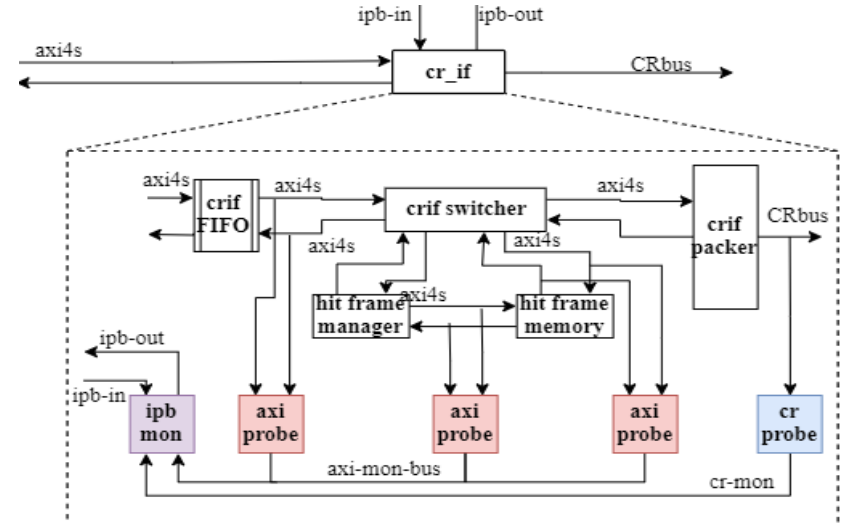 ipb-in
ipb-out
axi4s
cr_if
CRbus
axi4s
crif
FIFO
axi4s
crif switcher
axi4s
crif
packer
CRbus
axi4s
axi4s
hit frame
manager
axi4s
hit frame
memory
ipb-out
ipb-in
ipb
mon
axi
probe
axi
probe
axi
probe
cr
probe
axi-mon-bus
cr-mon